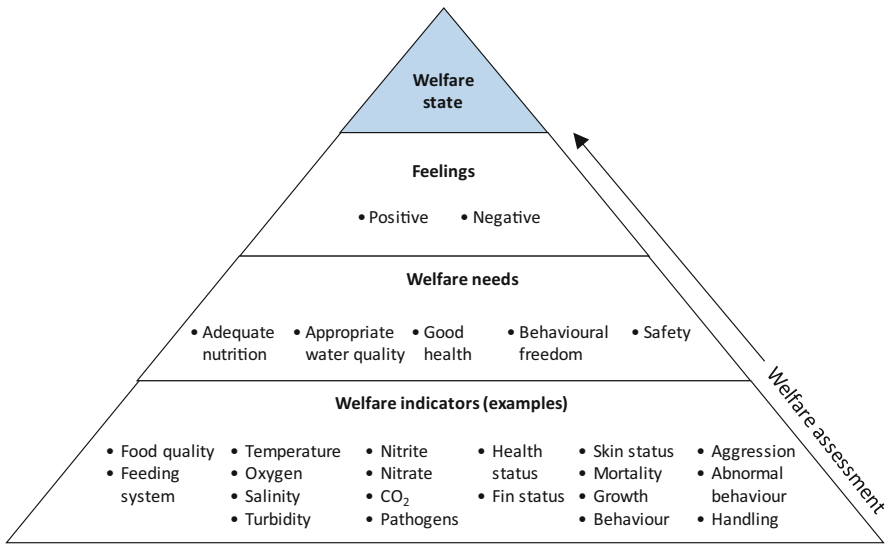 Welfare
state
Feelings
• Positive • Negative
Welfare needs
• Adequate
nutrition
• Appropriate
water quality
• Good
health
• Behavioural
freedom
• Safety
Welfare indicators (examples)
• Food quality
• Feeding
system
• Temperature
• Oxygen
• Salinity
• Turbidity
• Nitrite
• Nitrate
• CO₂
• Pathogens
• Health
status
• Fin status
• Skin status
• Mortality
• Growth
• Behaviour
• Aggression
• Abnormal
behaviour
• Handling
Welfare assessment